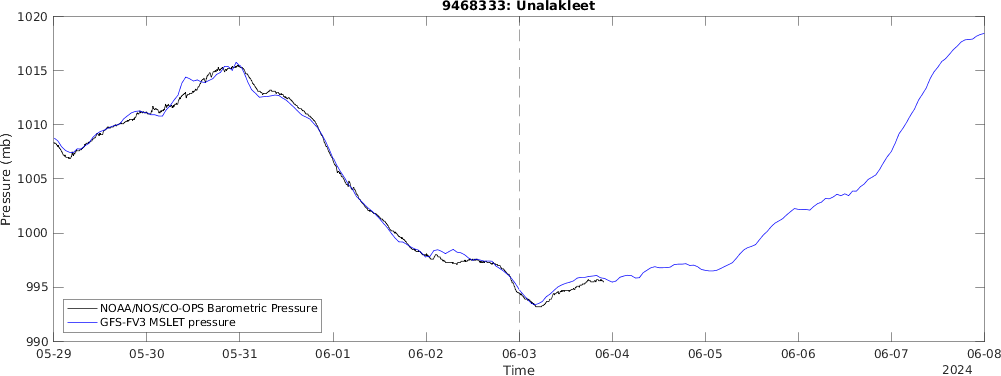 9468333: Unalakleet
1020
1015
1010
1005
1000
995
990
Pressure (mb)
NOAA/NOS/CO-OPS Barometric Pressure
GFS-FV3 MSLET pressure
05-29 05-30 05-31 06-01 06-02 06-03 06-04 06-05 06-06 06-07 06-08
Time
2024